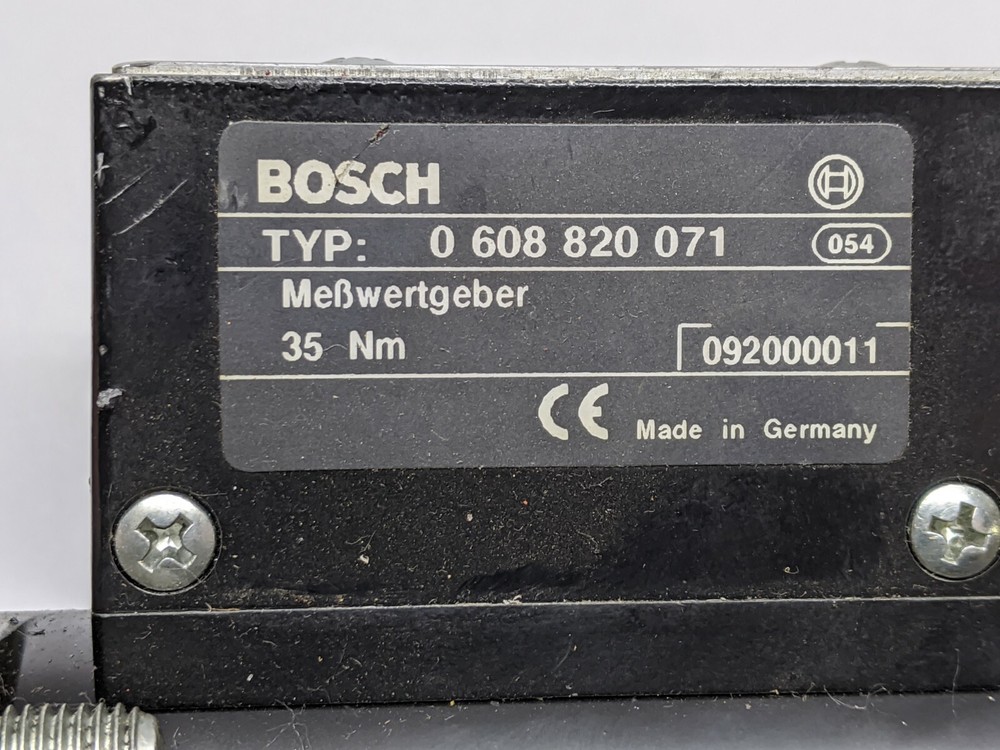 BOSCH
TYP: 0 608 820 071 054
Meßwertgeber
35 Nm 092000011
CE Made in Germany